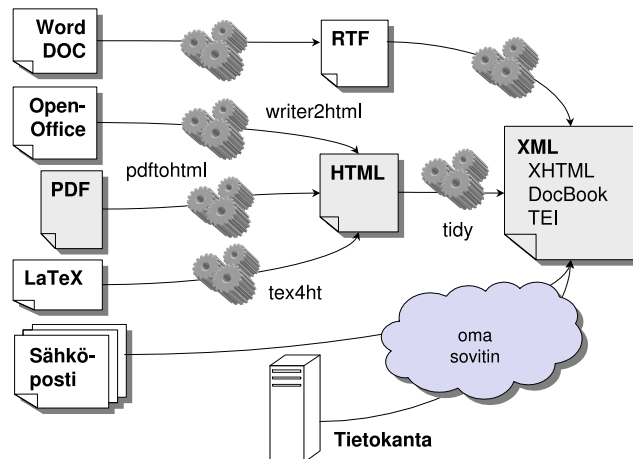 Word
DOC
RTF
Open-
Office
writer2html
pdftohtml
PDF
HTML
tidy
XML
XHTML
DocBook
TEI
LaTeX
tex4ht
Sähkö-
posti
oma
sovitin
Tietokanta